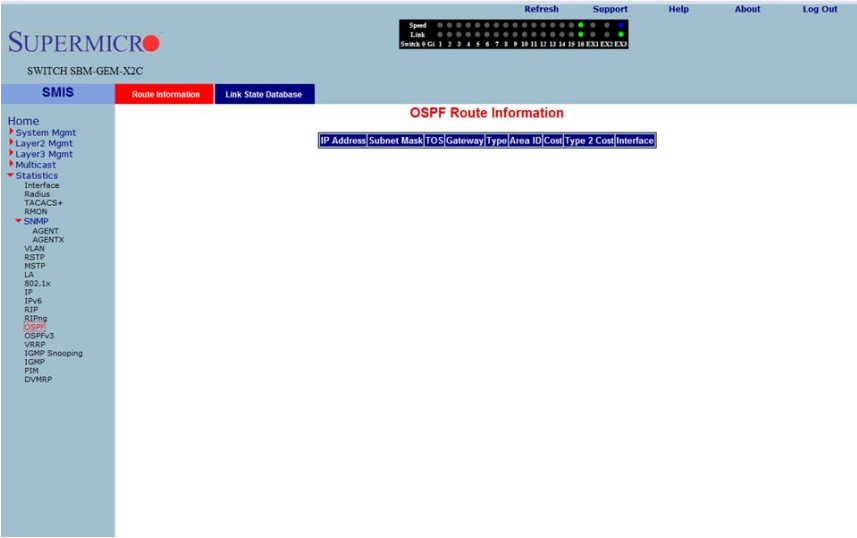 Refresh Support Help About Log Out
SUPERMICRO
SWITCH SBM-GEM-X2C
Speed
Link
Switch 0 Gi 1 2 3 4 5 6 7 8 9 10 11 12 13 14 15 16 EX1 EX2 EX3
SMIS
Route Information Link State Database
OSPF Route Information
IP Address Subnet Mask TOS Gateway Type Area ID Cost Type 2 Cost Interface
Home
System Mgmt
Layer2 Mgmt
Layer3 Mgmt
Multicast
Statistics
Interface
Radius
TACACS+
RMON
SNMP
AGENT
AGENTX
VLAN
RSTP
MSTP
LA
802.1x
IP
IPv6
RIP
RIPng
OSPF
OSPFv3
VRRP
IGMP Snooping
IGMP
PIM
DVMRP